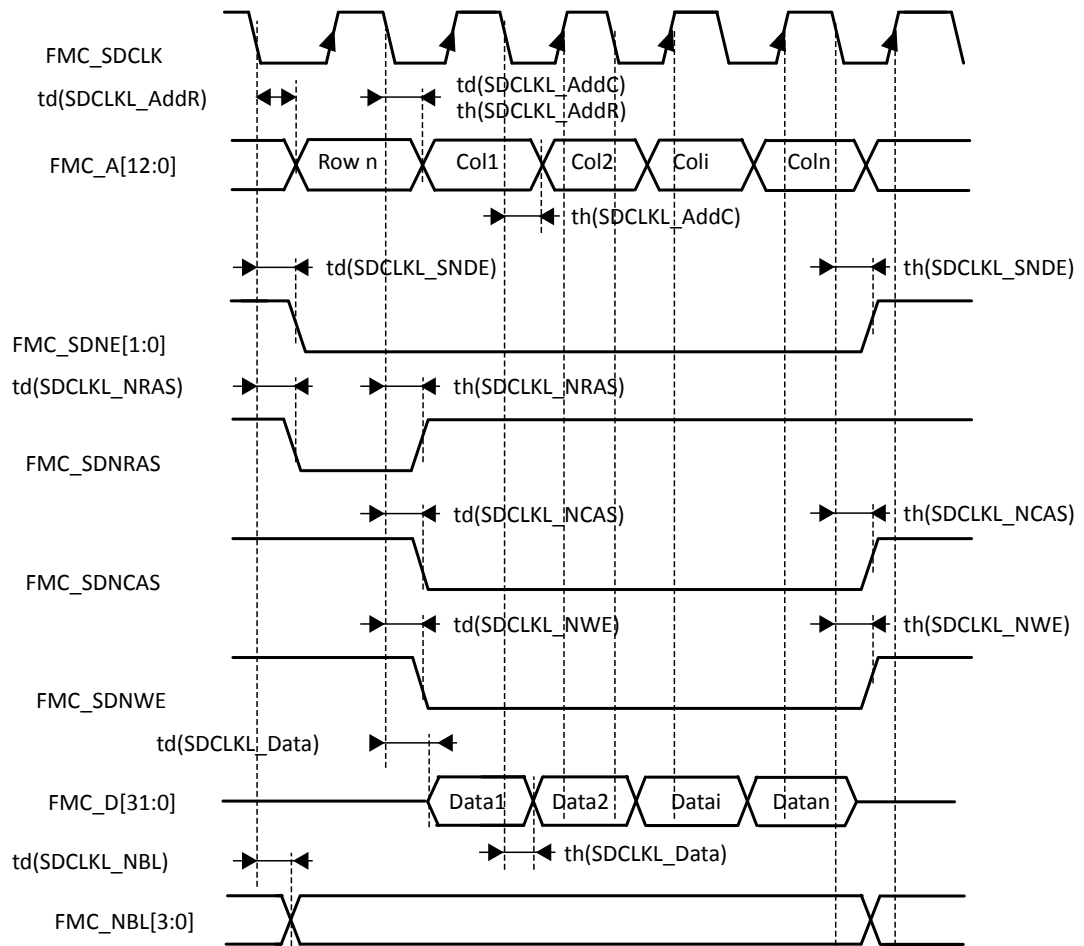 FMC_SDCLK
td(SDCLKL_AddR)
td(SDCLKL_AddC)
th(SDCLKL_AddR)
FMC_A[12:0]
Row n
Col1
Col2
Coli
Coln
th(SDCLKL_AddC)
td(SDCLKL_SNDE)
th(SDCLKL_SNDE)
FMC_SDNE[1:0]
td(SDCLKL_NRAS)
th(SDCLKL_NRAS)
FMC_SDNRAS
td(SDCLKL_NCAS)
th(SDCLKL_NCAS)
FMC_SDNCAS
td(SDCLKL_NWE)
th(SDCLKL_NWE)
FMC_SDNWE
td(SDCLKL_Data)
FMC_D[31:0]
Data1
Data2
Datai
Datan
th(SDCLKL_Data)
td(SDCLKL_NBL)
FMC_NBL[3:0]